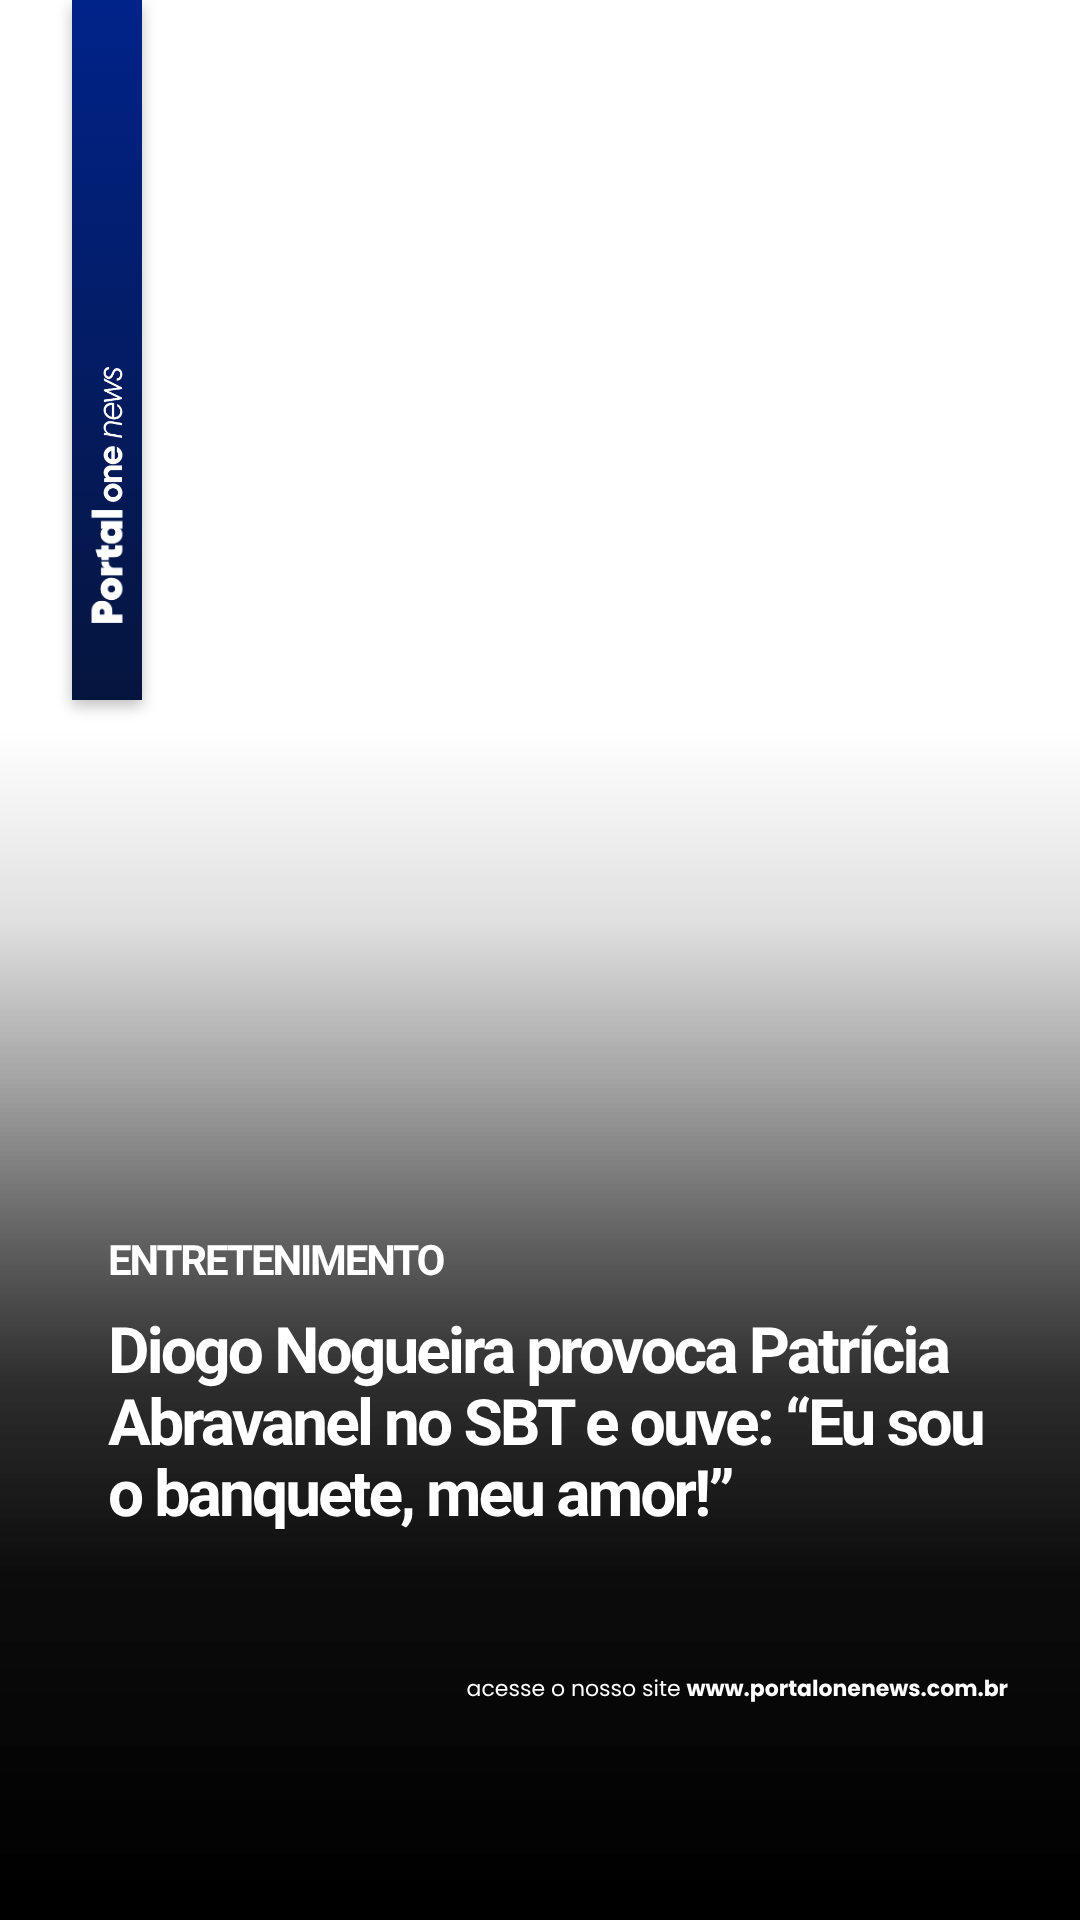 Portal one news
ENTRETENIMENTO
Diogo Nogueira provoca Patrícia
Abravanel no SBT e ouve: “Eu sou
o banquete, meu amor!”
acesse o nosso site www.portalonenews.com.br